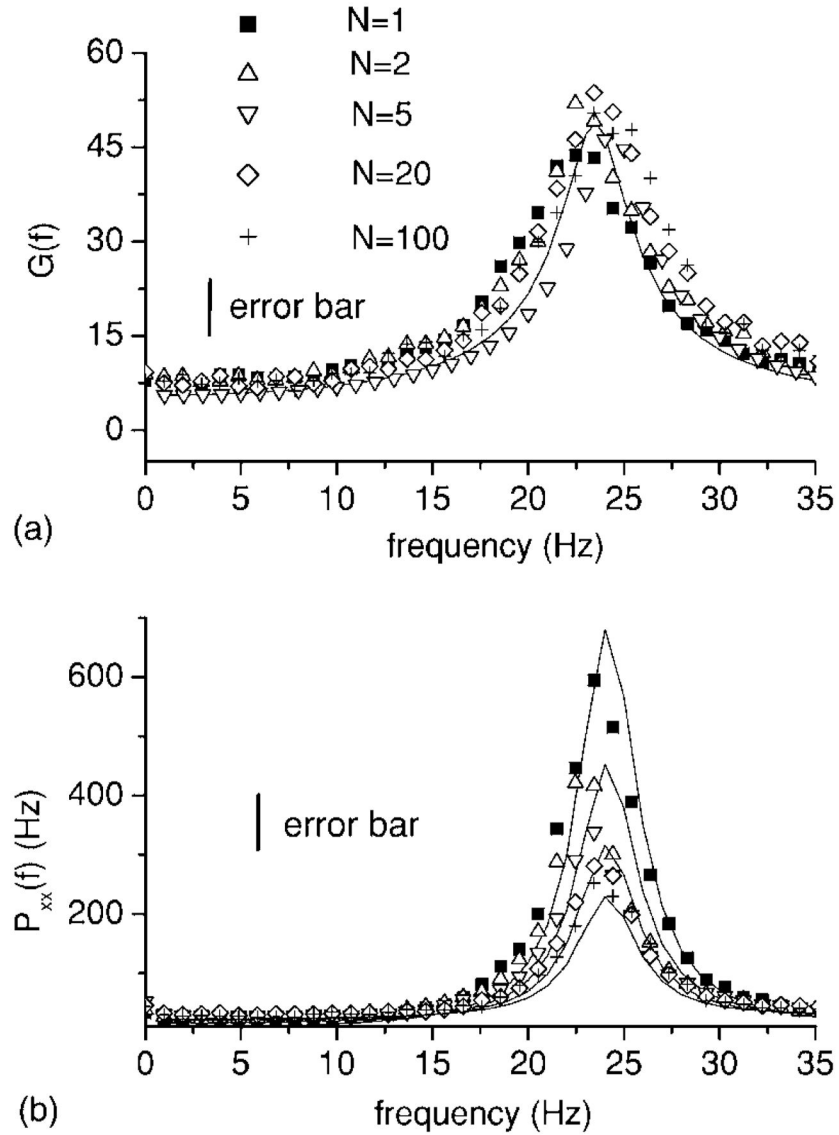 N=1
N=2
N=5
N=20
N=100
60
45
30
15
0
G(f)
error bar
0 5 10 15 20 25 30 35
(a)
frequency (Hz)
600
400
200
P_xx(f) (Hz)
error bar
0 5 10 15 20 25 30 35
(b)
frequency (Hz)